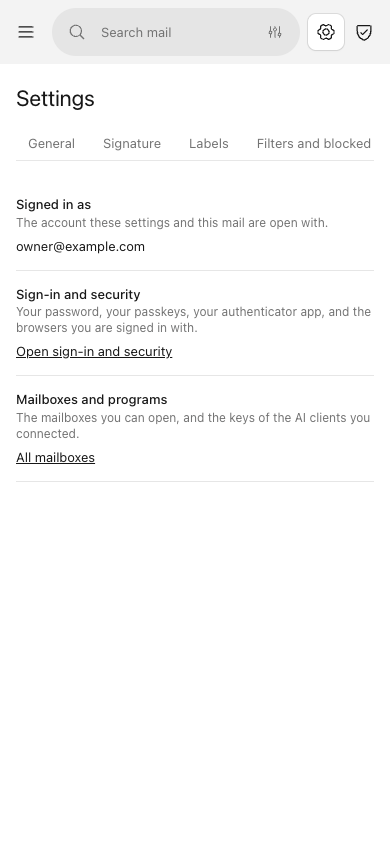 Search mail
Settings
General
Signature
Labels
Filters and blocked
Signed in as
The account these settings and this mail are open with.
owner@example.com
Sign-in and security
Your password, your passkeys, your authenticator app, and the
browsers you are signed in with.
Open sign-in and security
Mailboxes and programs
The mailboxes you can open, and the keys of the AI clients you
connected.
All mailboxes